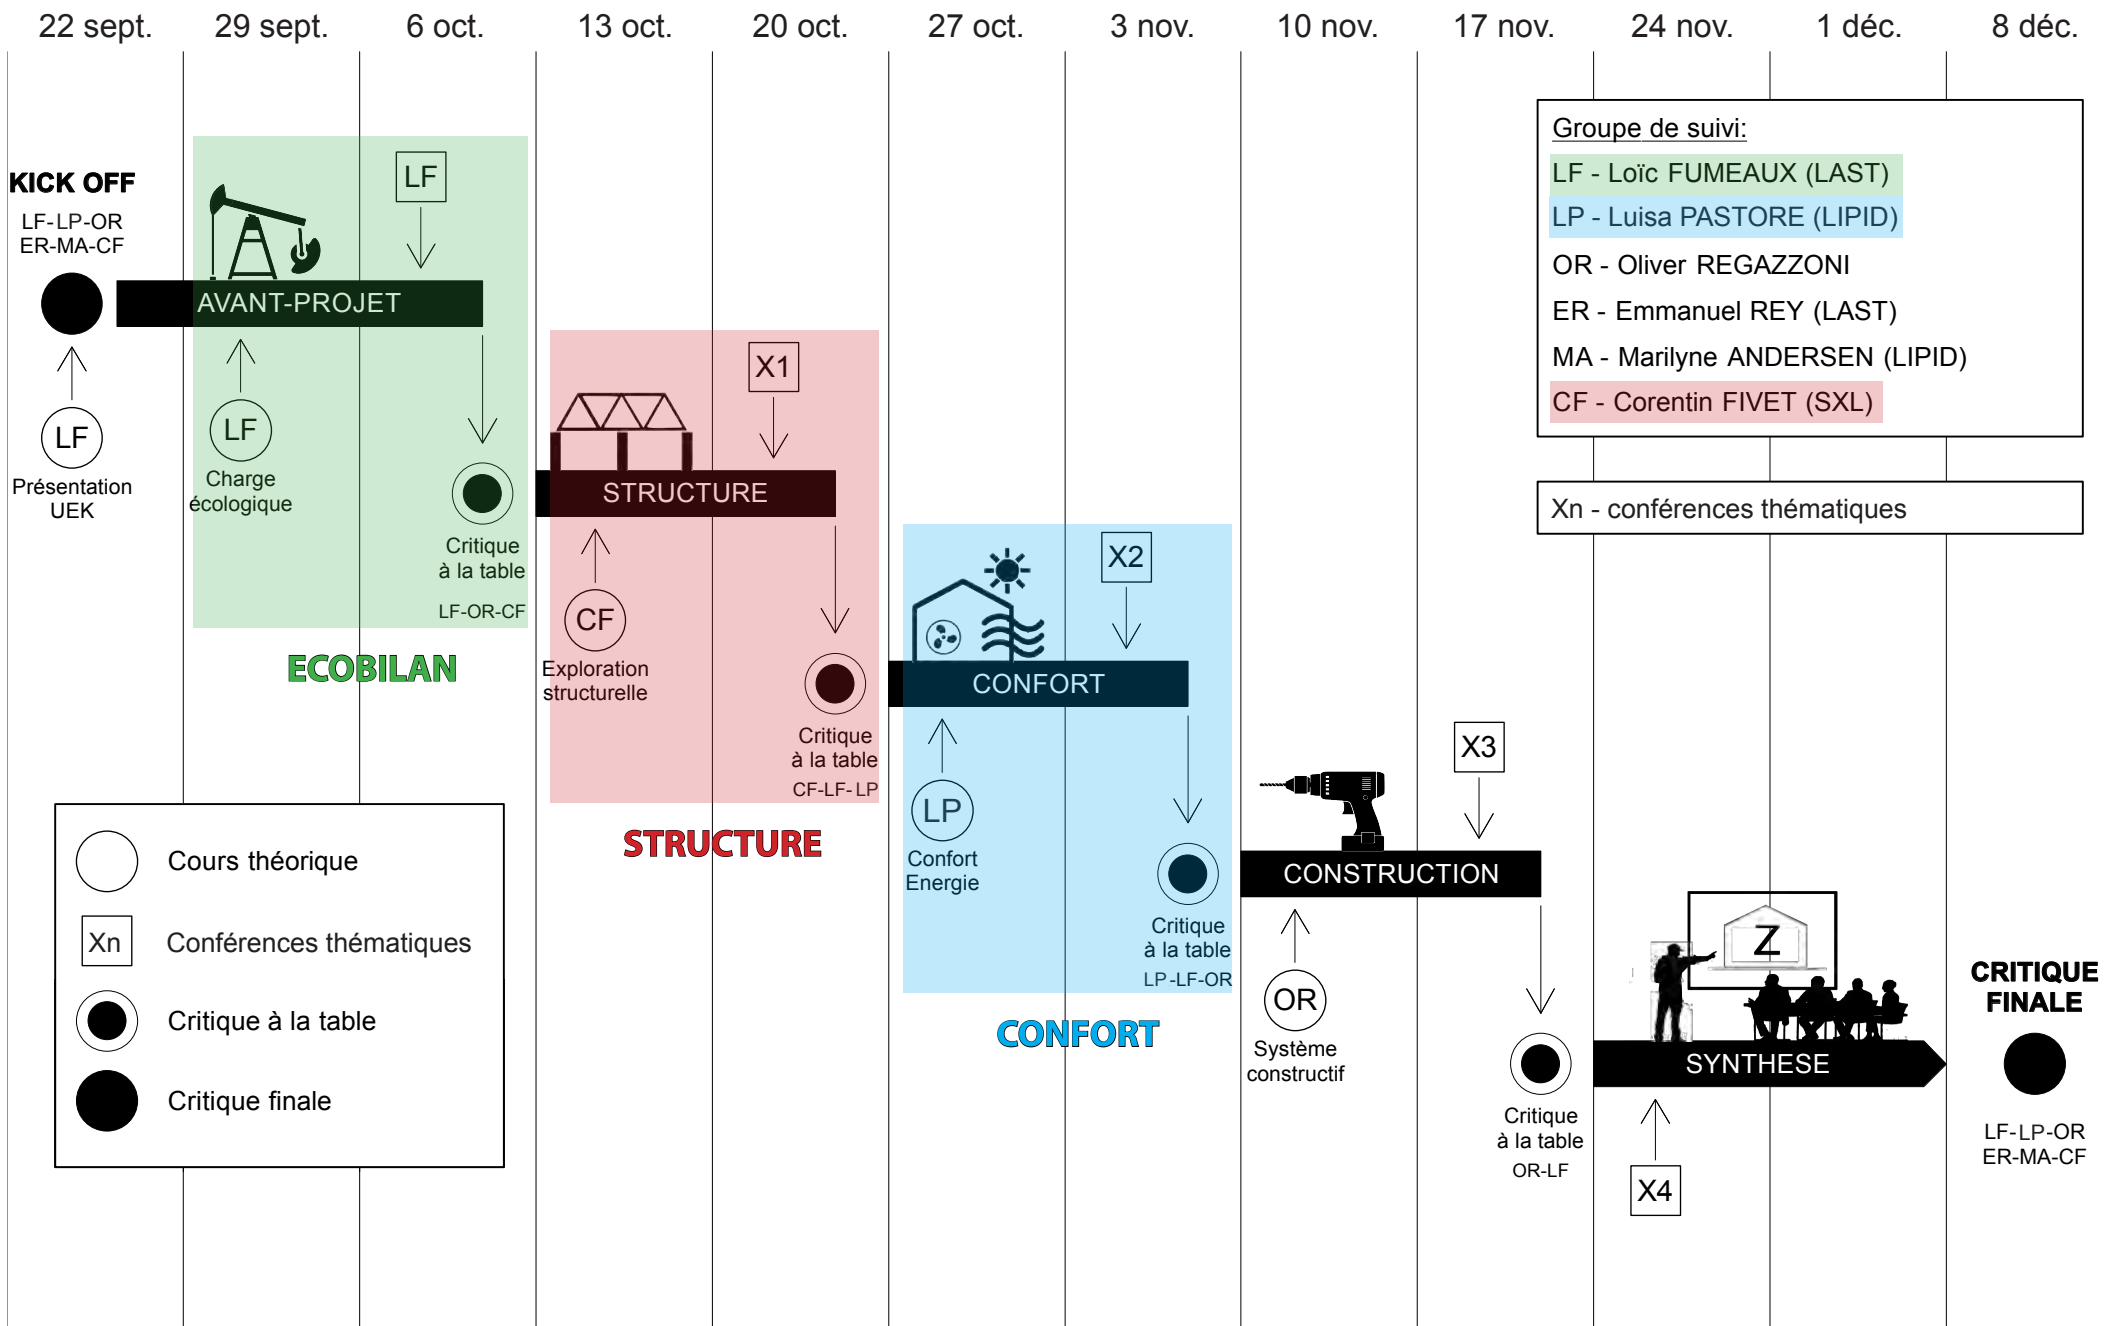 22 sept. 29 sept. 6 oct. 13 oct. 20 oct. 27 oct. 3 nov. 10 nov. 17 nov. 24 nov. 1 déc. 8 déc.
KICK OFF
LF-LP-OR
ER-MA-CF
LF
Présentation
UEK
LF
AVANT-PROJET
LF
Charge
écologique
Critique
à la table
LF-OR-CF
ECOBILAN
X1
STRUCTURE
CF
Exploration
structurelle
Critique
à la table
CF-LF-LP
STRUCTURE
X2
CONFORT
LP
Confort
Energie
Critique
à la table
LP-LF-OR
CONFORT
X3
CONSTRUCTION
OR
Système
constructif
Critique
à la table
OR-LF
Z
SYNTHESE
X4
CRITIQUE
FINALE
LF-LP-OR
ER-MA-CF
Groupe de suivi:
LF - Loïc FUMEAUX (LAST)
LP - Luisa PASTORE (LIPID)
OR - Oliver REGAZZONI
ER - Emmanuel REY (LAST)
MA - Marilyne ANDERSEN (LIPID)
CF - Corentin FIVET (SXL)
Xn - conférences thématiques
Cours théorique
Xn Conférences thématiques
Critique à la table
Critique finale